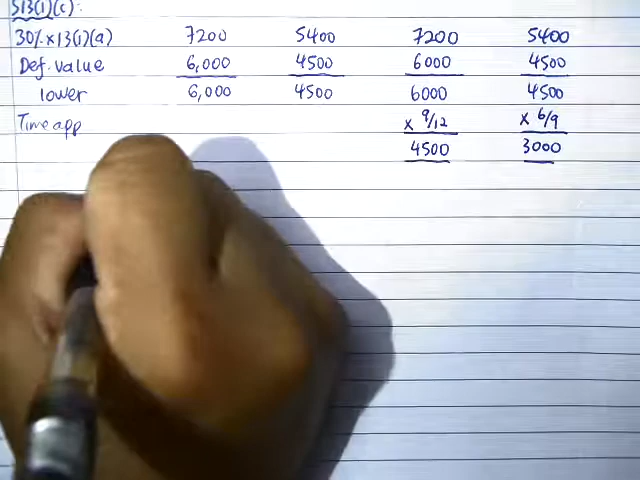 S13(1)(c):
30% x 13(1)(a) 7200 5400 7200 5400
Def. value 6,000 4500 6000 4500
lower 6,000 4500 6000 4500
Time app x 9/12 x 6/9
4500 3000